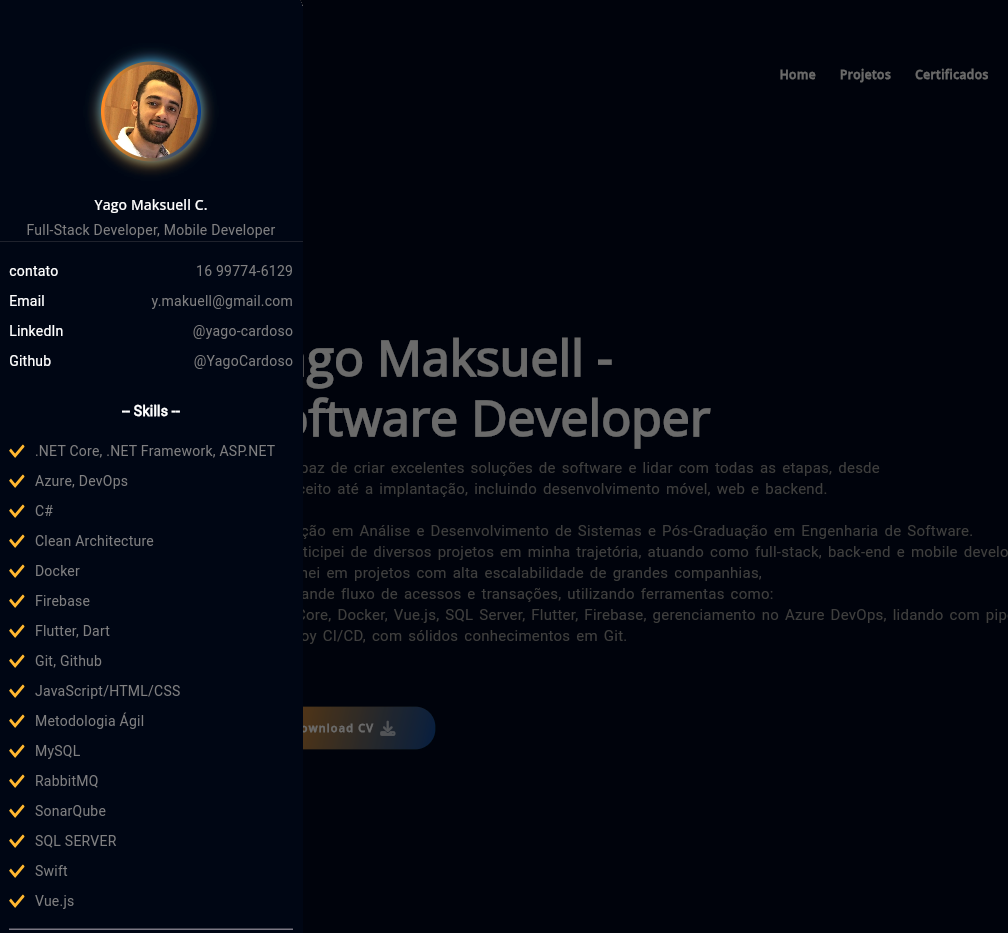 Home Projetos Certificados
Yago Maksuell C.
Full-Stack Developer, Mobile Developer
contato 16 99774-6129
Email y.makuell@gmail.com
LinkedIn @yago-cardoso
Github @YagoCardoso
-- Skills --
.NET Core, .NET Framework, ASP.NET
Azure, DevOps
C#
Clean Architecture
Docker
Firebase
Flutter, Dart
Git, Github
JavaScript/HTML/CSS
Metodologia Ágil
MySQL
RabbitMQ
SonarQube
SQL SERVER
Swift
Vue.js
ago Maksuell -
oftware Developer
paz de criar excelentes soluções de software e lidar com todas as etapas, desde
ceito até a implantação, incluindo desenvolvimento móvel, web e backend.
ção em Análise e Desenvolvimento de Sistemas e Pós-Graduação em Engenharia de Software.
ticipei de diversos projetos em minha trajetória, atuando como full-stack, back-end e mobile develo
ei em projetos com alta escalabilidade de grandes companhias,
ande fluxo de acessos e transações, utilizando ferramentas como:
Core, Docker, Vue.js, SQL Server, Flutter, Firebase, gerenciamento no Azure DevOps, lidando com pip
oy CI/CD, com sólidos conhecimentos em Git.
ownload CV